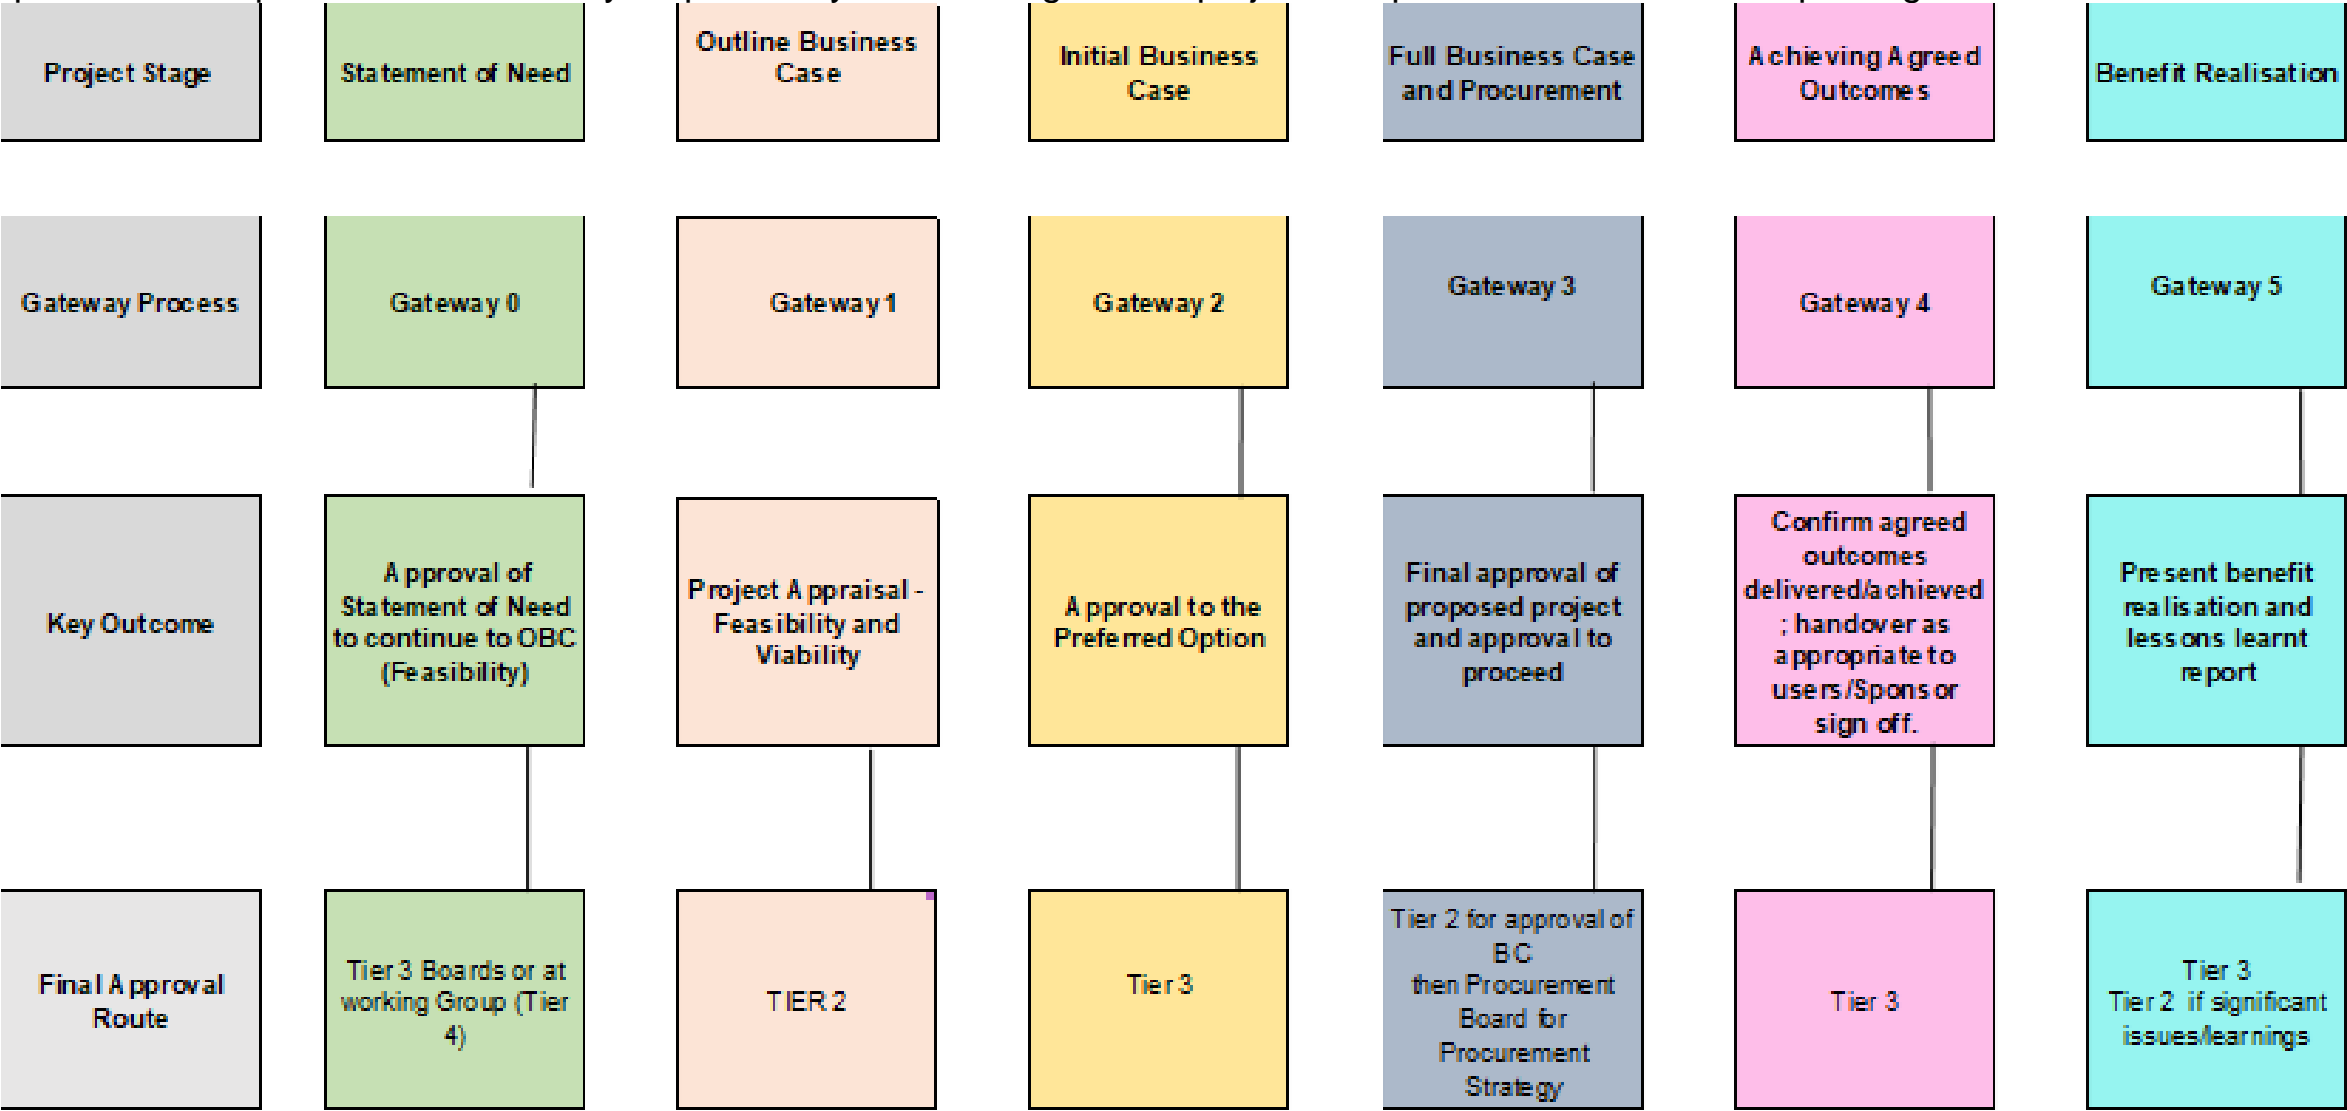 Project Stage
Statement of Need
Outline Business
Case
Initial Business
Case
Full Business Case
and Procurement
Achieving Agreed
Outcomes
Benefit Realisation
Gateway Process
Gateway 0
Gateway 1
Gateway 2
Gateway 3
Gateway 4
Gateway 5
Key Outcome
Approval of
Statement of Need
to continue to OBC
(Feasibility)
Project Appraisal -
Feasibility and
Viability
Approval to the
Preferred Option
Final approval of
proposed project
and approval to
proceed
Confirm agreed
outcomes
delivered/achieved
; handover as
appropriate to
users/Sponsor
sign off.
Present benefit
realisation and
lessons learnt
report
Final Approval
Route
Tier 3 Boards or at
working Group (Tier
4)
TIER 2
Tier 3
Tier 2 for approval of
BC
then Procurement
Board for
Procurement
Strategy
Tier 3
Tier 3
Tier 2 if significant
issues/learnings